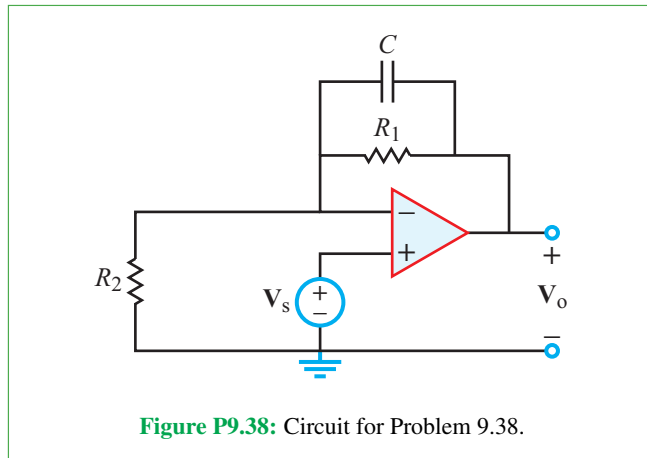 C
R1
−
+
R2
Vs
+
−
+
Vo
−
Figure P9.38: Circuit for Problem 9.38.